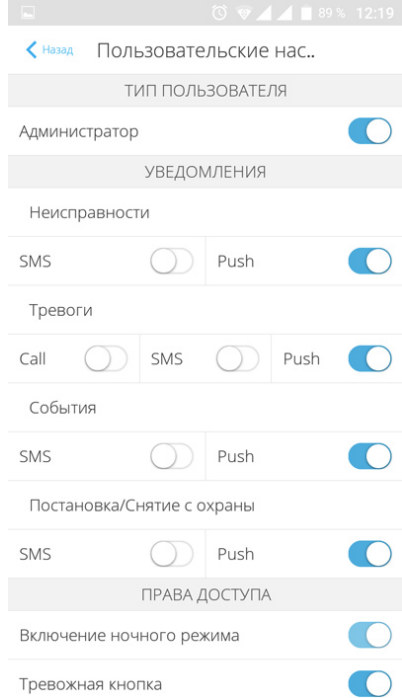 89 % 12:19
Назад Пользовательские нас..
ТИП ПОЛЬЗОВАТЕЛЯ
Администратор
УВЕДОМЛЕНИЯ
Неисправности
SMS Push
Тревоги
Call SMS Push
События
SMS Push
Постановка/Снятие с охраны
SMS Push
ПРАВА ДОСТУПА
Включение ночного режима
Тревожная кнопка